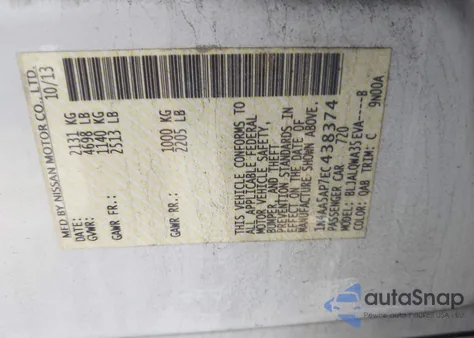 MFD BY NISSAN MOTOR CO., LTD.
DATE: 10/13
GVWR: 2131 KG
4698 LB
GAWR FR: 1140 KG
2513 LB
GAWR RR: 1000 KG
2205 LB
THIS VEHICLE CONFORMS TO
ALL APPLICABLE FEDERAL
MOTOR VEHICLE SAFETY,
BUMPER, AND THEFT
PREVENTION STANDARDS IN
EFFECT ON THE DATE OF
MANUFACTURE SHOWN ABOVE.
1N4AA5AP7EC438374
PASSENGER CAR 720
MODEL: BLJALDWA35EVA----B
COLOR: QAB TRIM: C 9N00A
autoSnap